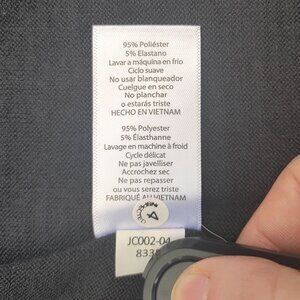 95% Poliéster
5% Elastano
Lavar a máquina en frío
Ciclo suave
No usar blanqueador
Cuelgue en seco
No planchar
o estarás triste
HECHO EN VIETNAM
95% Polyester
5% Élasthanne
Lavage en machine à froid
Cycle délicat
Ne pas javelliser
Accrochez sec
Ne pas repasser
ou vous serez triste
FABRIQUÉ AU VIETNAM
4
JC002-04
833